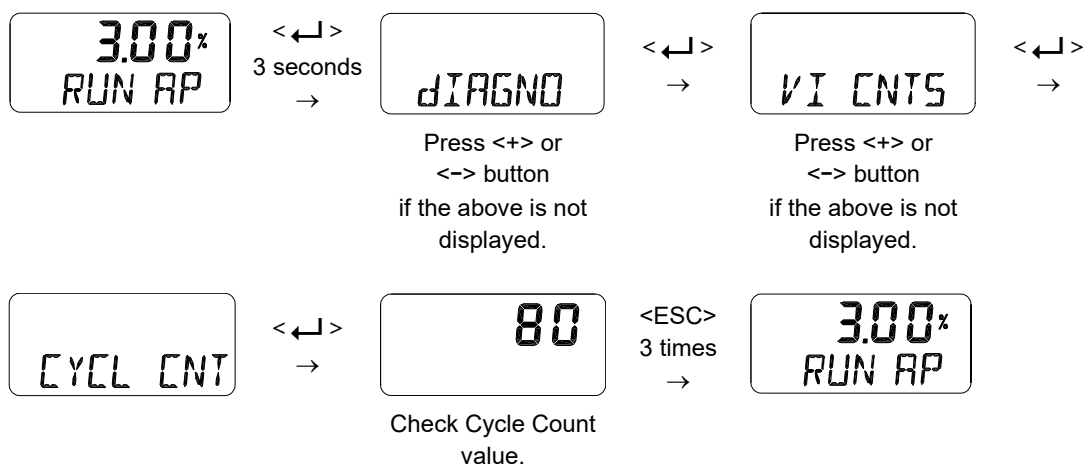 3.00%
RUN AP
< ↵ >
3 seconds
→
dIAGNO
Press <+> or
<−> button
if the above is not
displayed.
< ↵ >
→
VI CNTS
Press <+> or
<−> button
if the above is not
displayed.
< ↵ >
→
CYCL CNT
< ↵ >
→
80
Check Cycle Count
value.
<ESC>
3 times
→
3.00%
RUN AP